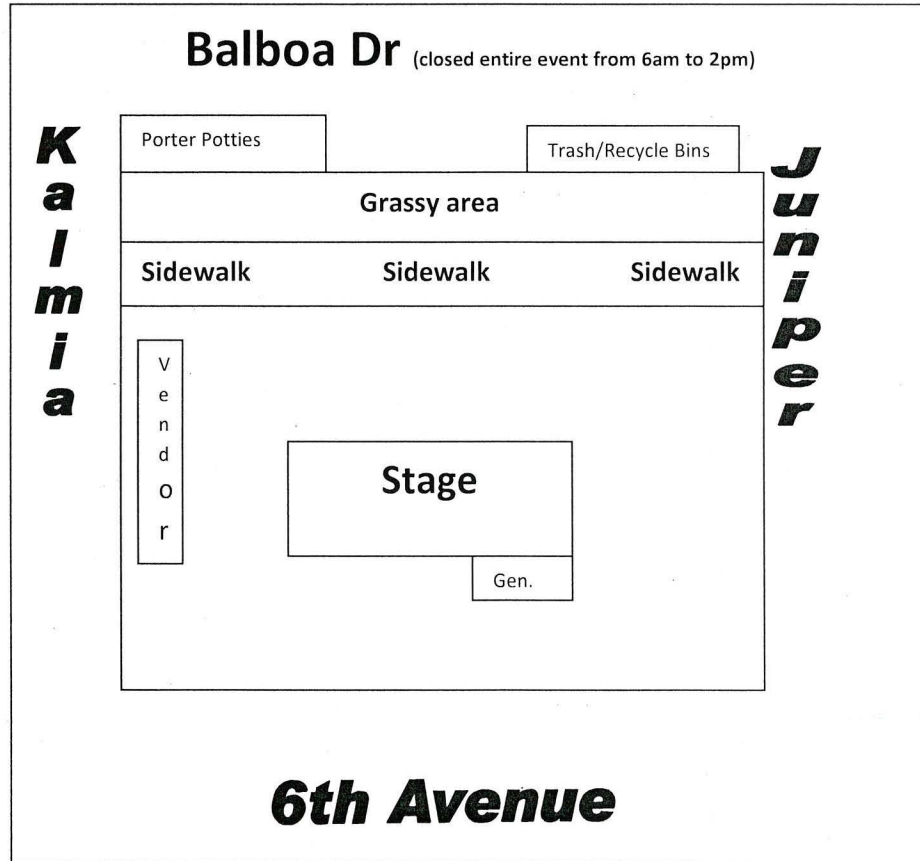 Balboa Dr (closed entire event from 6am to 2pm)
Kalmia
Porter Potties
Trash/Recycle Bins
Juniper
Grassy area
Sidewalk Sidewalk Sidewalk
Vendor
Stage
Gen.
6th Avenue